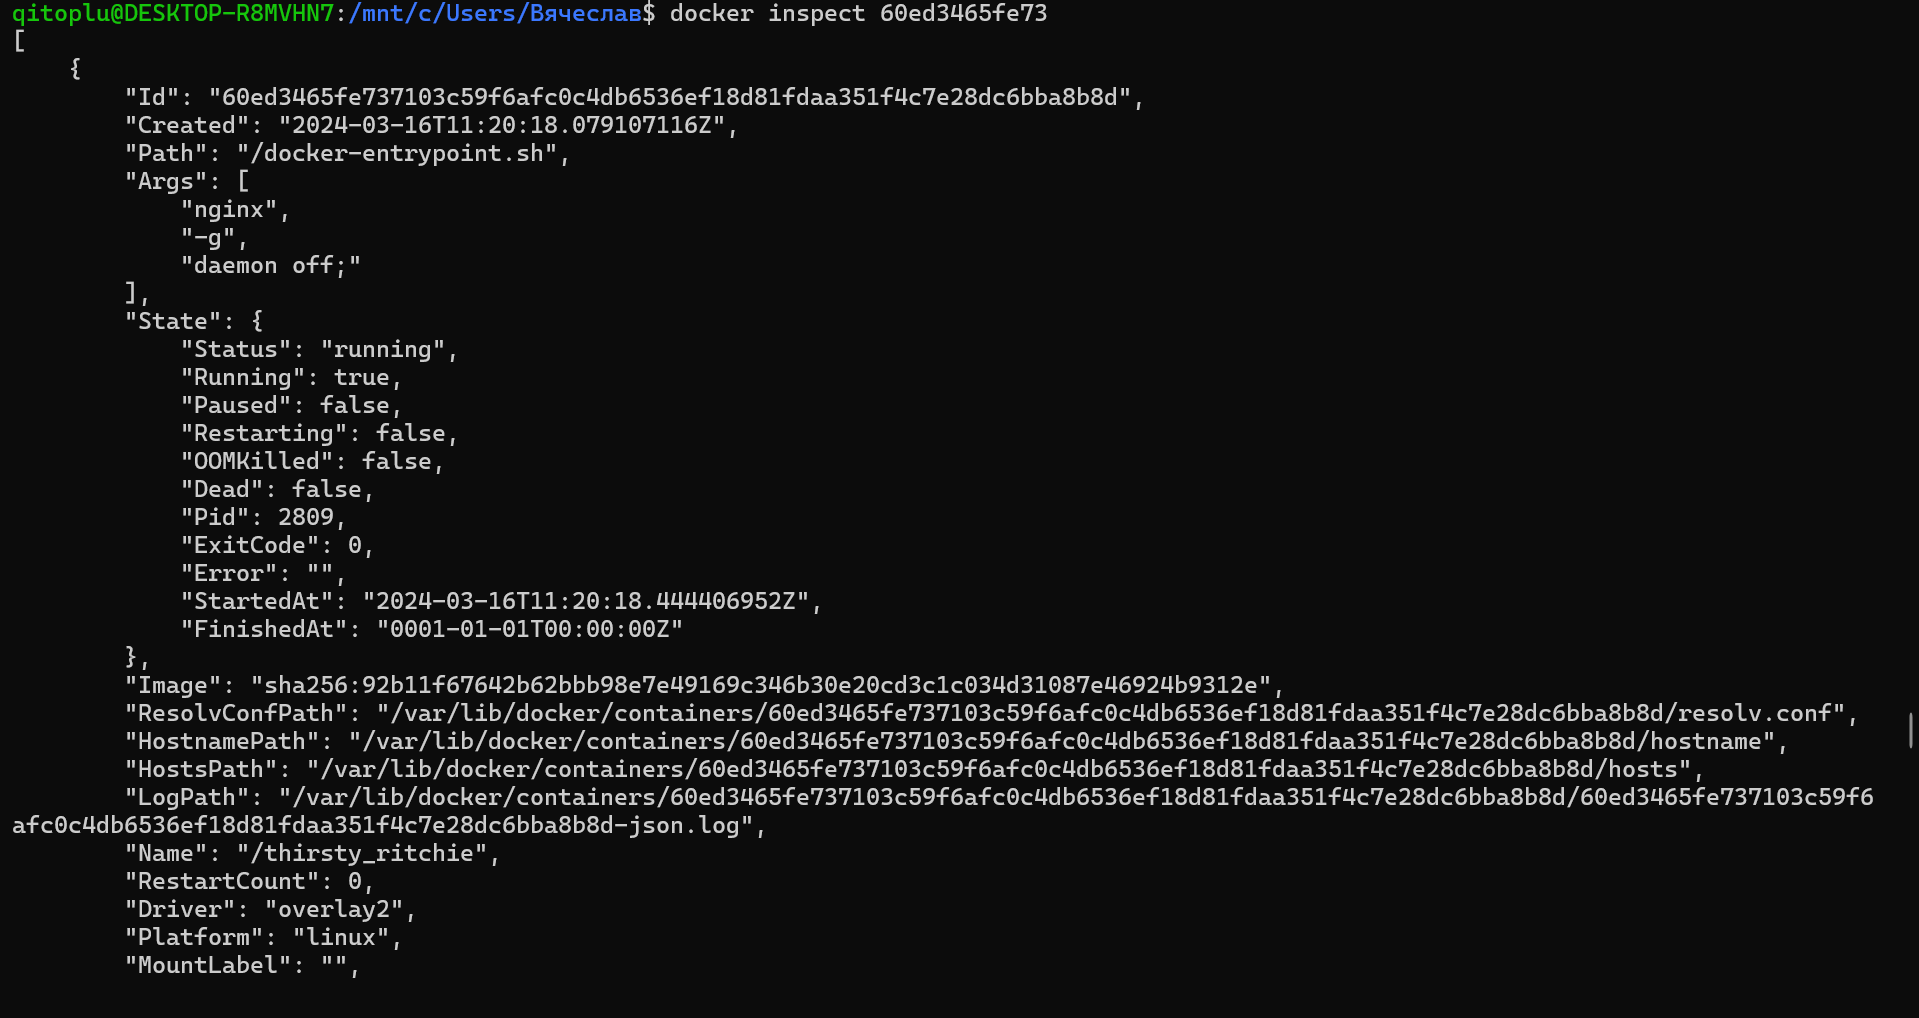 qitoplu@DESKTOP-R8MVHN7:/mnt/c/Users/Вячеслав$ docker inspect 60ed3465fe73
[
    {
        "Id": "60ed3465fe737103c59f6afc0c4db6536ef18d81fdaa351f4c7e28dc6bba8b8d",
        "Created": "2024-03-16T11:20:18.079107116Z",
        "Path": "/docker-entrypoint.sh",
        "Args": [
            "nginx",
            "-g",
            "daemon off;"
        ],
        "State": {
            "Status": "running",
            "Running": true,
            "Paused": false,
            "Restarting": false,
            "OOMKilled": false,
            "Dead": false,
            "Pid": 2809,
            "ExitCode": 0,
            "Error": "",
            "StartedAt": "2024-03-16T11:20:18.444406952Z",
            "FinishedAt": "0001-01-01T00:00:00Z"
        },
        "Image": "sha256:92b11f67642b62bbb98e7e49169c346b30e20cd3c1c034d31087e46924b9312e",
        "ResolvConfPath": "/var/lib/docker/containers/60ed3465fe737103c59f6afc0c4db6536ef18d81fdaa351f4c7e28dc6bba8b8d/resolv.conf",
        "HostnamePath": "/var/lib/docker/containers/60ed3465fe737103c59f6afc0c4db6536ef18d81fdaa351f4c7e28dc6bba8b8d/hostname",
        "HostsPath": "/var/lib/docker/containers/60ed3465fe737103c59f6afc0c4db6536ef18d81fdaa351f4c7e28dc6bba8b8d/hosts",
        "LogPath": "/var/lib/docker/containers/60ed3465fe737103c59f6afc0c4db6536ef18d81fdaa351f4c7e28dc6bba8b8d/60ed3465fe737103c59f6
afc0c4db6536ef18d81fdaa351f4c7e28dc6bba8b8d-json.log",
        "Name": "/thirsty_ritchie",
        "RestartCount": 0,
        "Driver": "overlay2",
        "Platform": "linux",
        "MountLabel": "",